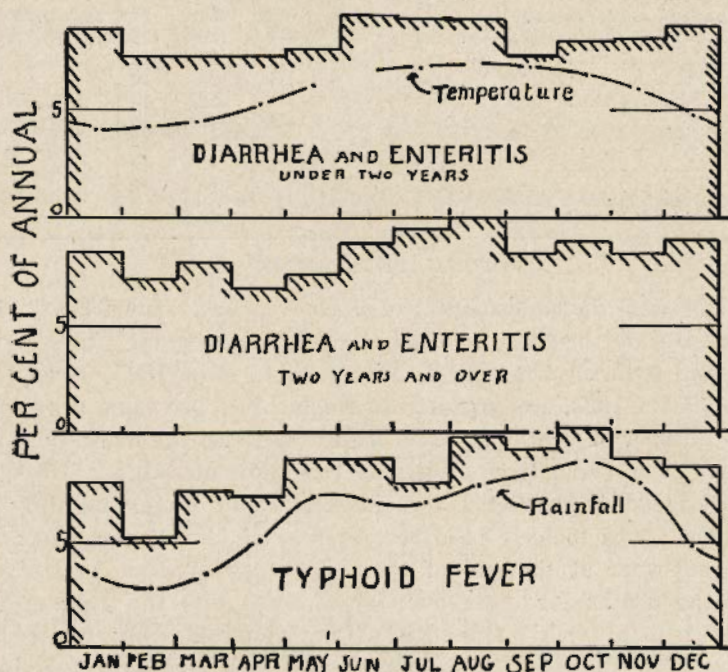 PER CENT OF ANNUAL
5
Temperature
DIARRHEA AND ENTERITIS
UNDER TWO YEARS
0
5
DIARRHEA AND ENTERITIS
TWO YEARS AND OVER
0
Rainfall
5
TYPHOID FEVER
0
JAN FEB MAR APR MAY JUN JUL AUG SEP OCT NOV DEC